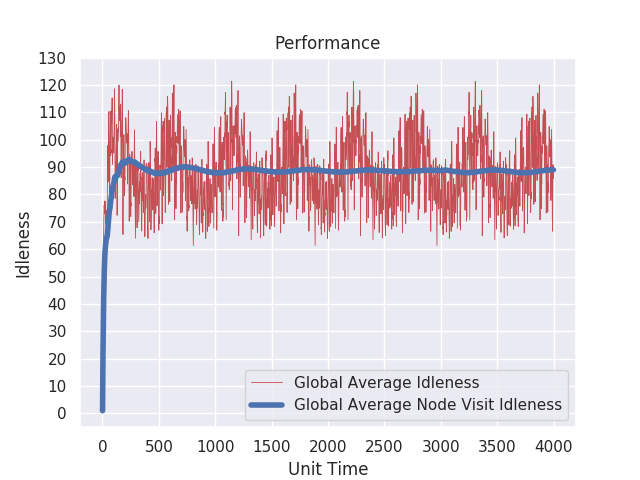 Performance
130
120
110
100
90
80
70
60
50
40
30
20
10
0
Idleness
Global Average Idleness
Global Average Node Visit Idleness
0 500 1000 1500 2000 2500 3000 3500 4000
Unit Time